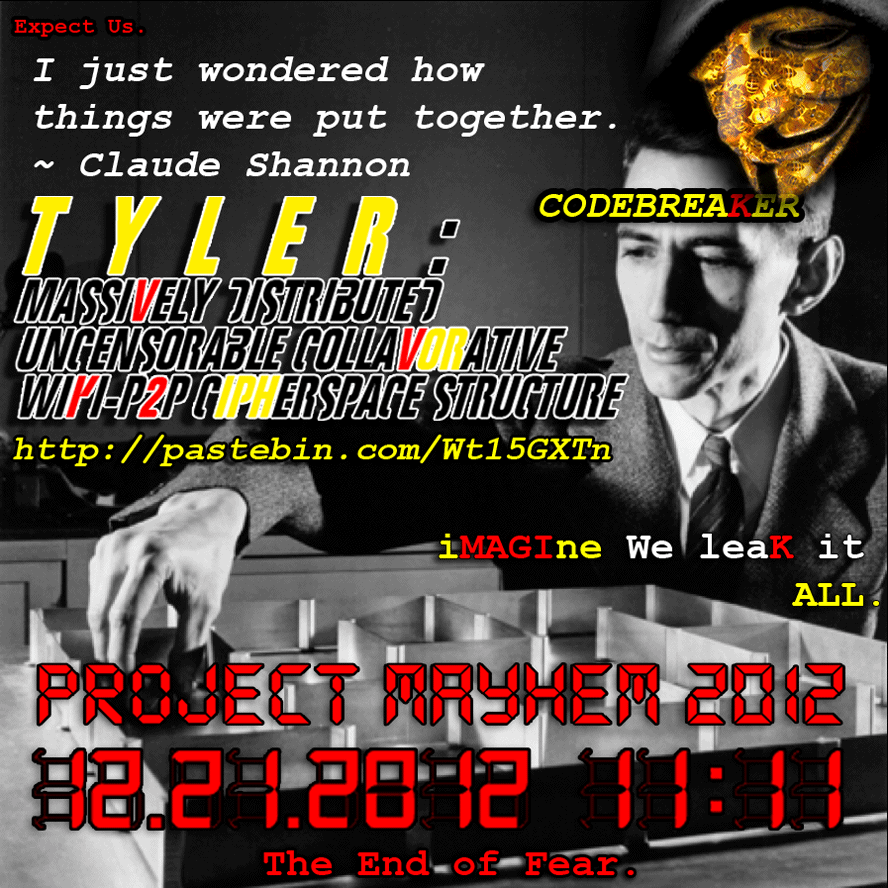 Expect Us.
I just wondered how
things were put together.
~ Claude Shannon
CODEBREAKER
TYLER:
MASSIVELY DISTRIBUTED
UNCENSORABLE COLLAVORATIVE
WIKI-P2P CIPHERSPACE STRUCTURE
http://pastebin.com/Wt15GXTn
iMAGIne We leaK it
ALL.
PROJECT MAYHEM 2012
12.21.2012 11:11
The End of Fear.